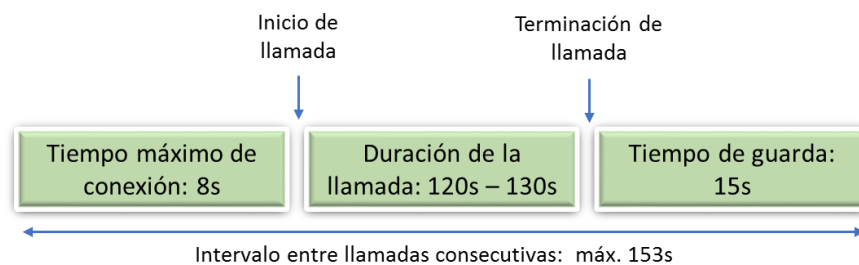 Inicio de
llamada
Terminación de
llamada
Tiempo máximo de
conexión: 8s
Duración de la
llamada: 120s – 130s
Tiempo de guarda:
15s
Intervalo entre llamadas consecutivas: máx. 153s